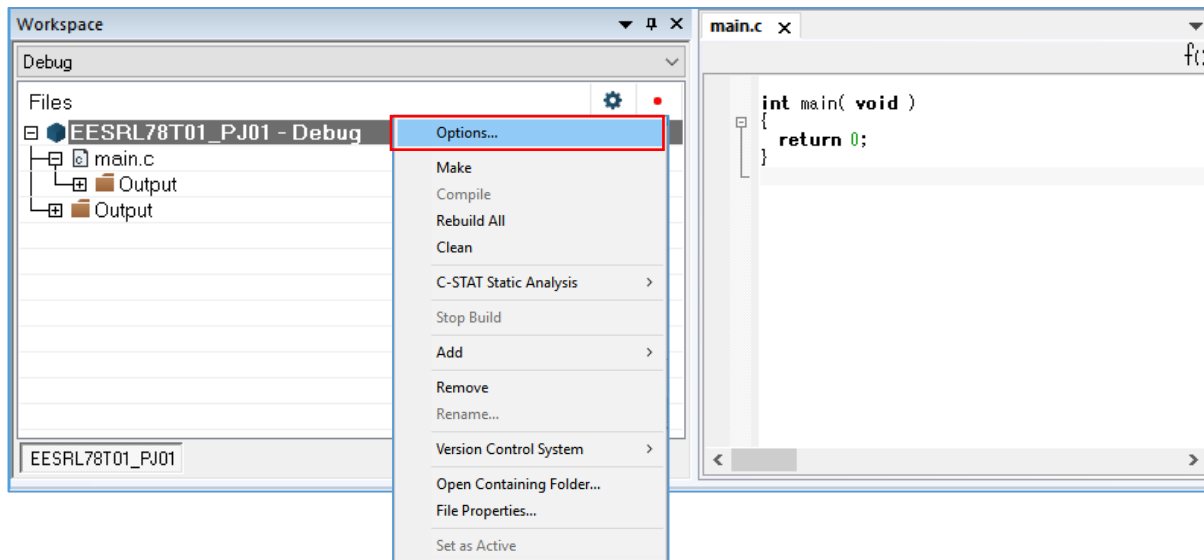 Workspace
Debug
Files
EESRL78T01_PJ01 - Debug
main.c
Output
Output
EESRL78T01_PJ01
Options...
Make
Compile
Rebuild All
Clean
C-STAT Static Analysis
Stop Build
Add
Remove
Rename...
Version Control System
Open Containing Folder...
File Properties...
Set as Active
main.c
int main( void )
{
return 0;
}